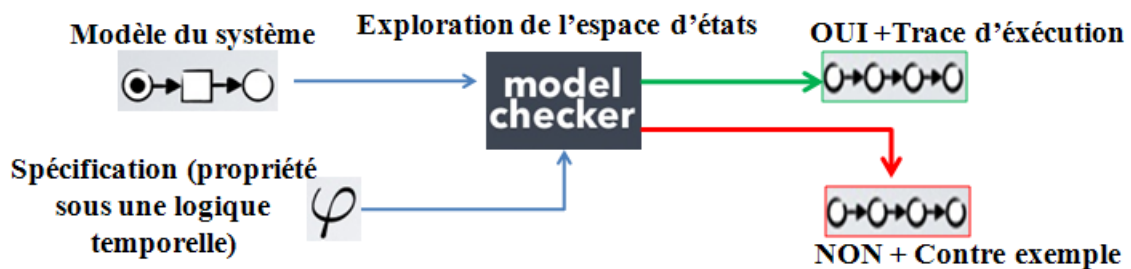 Modèle du système
Exploration de l'espace d'états
OUI +Trace d'éxécution
model
checker
Spécification (propriété
sous une logique
temporelle)
φ
NON + Contre exemple